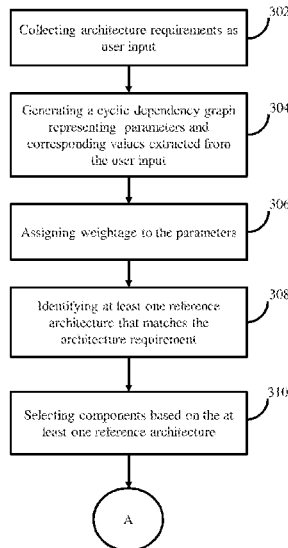 302
Collecting architecture requirements as
user input
304
Generating a cyclic dependency graph
representing parameters and
corresponding values extracted from
the user input
306
Assigning weightage to the parameters
308
Identifying at least one reference
architecture that matches the
architecture requirement
310
Selecting components based on the at
least one reference architecture
A